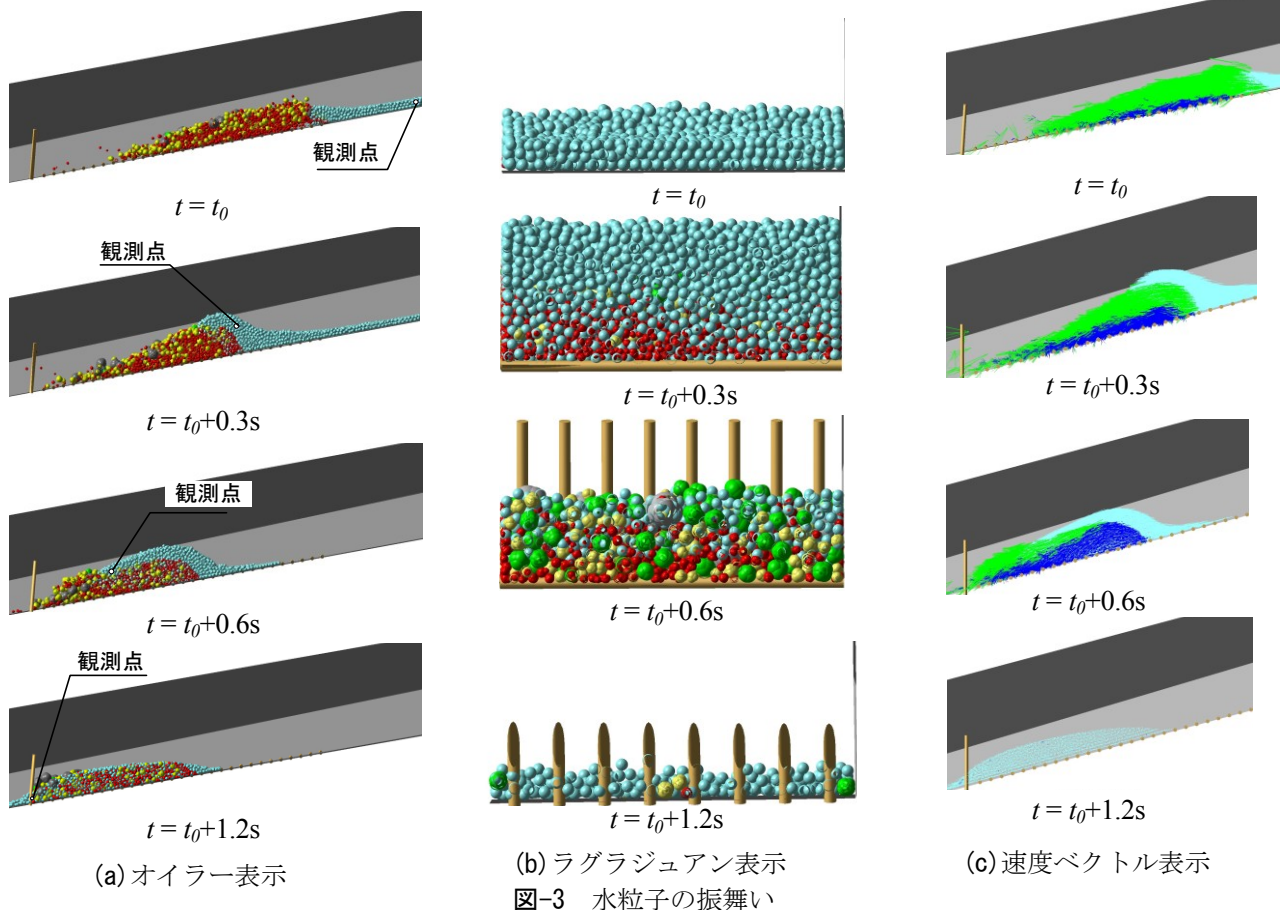 観測点
t = t0
観測点
t = t0+0.3s
観測点
t = t0+0.6s
観測点
t = t0+1.2s
(a)オイラー表示
t = t0
t = t0+0.3s
t = t0+0.6s
t = t0+1.2s
(b)ラグラジュアン表示
t = t0
t = t0+0.3s
t = t0+0.6s
t = t0+1.2s
(c)速度ベクトル表示
図-3 水粒子の振舞い